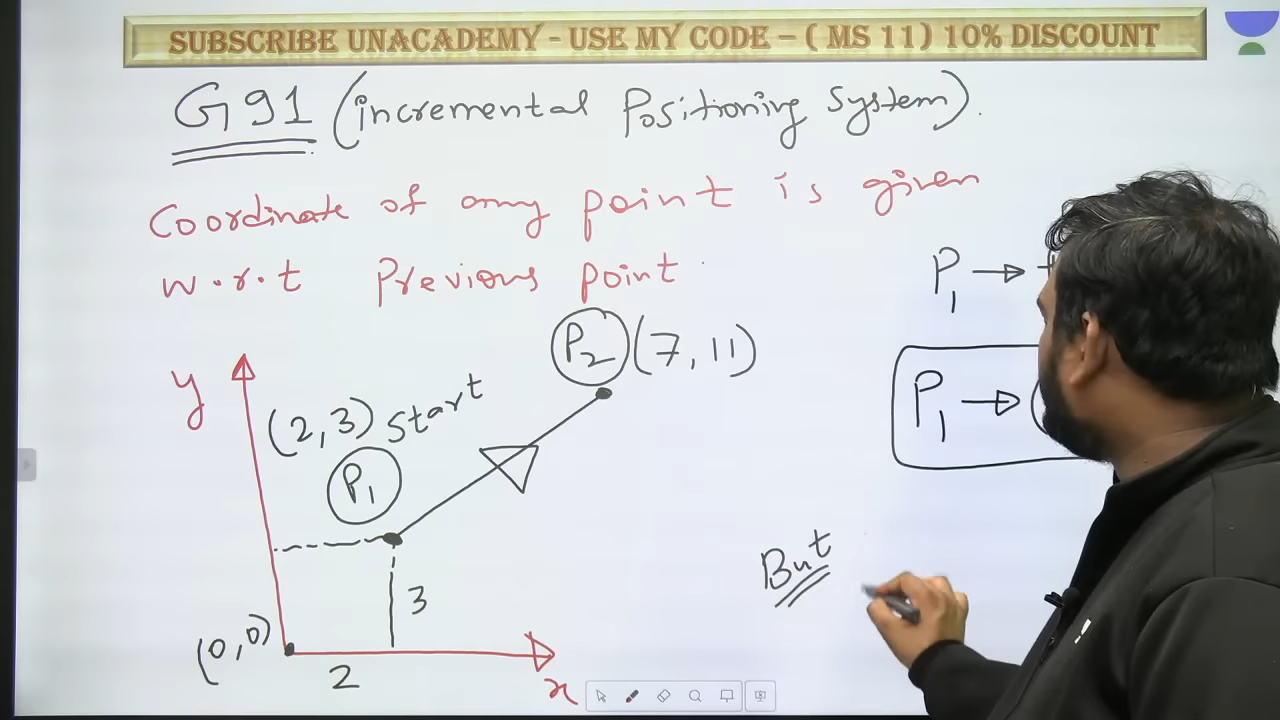 SUBSCRIBE UNACADEMY - USE MY CODE – ( MS 11) 10% DISCOUNT
G91 (incremental Positioning System).
Coordinate of any point is given
w.r.t Previous point
P1 →
P2 (7, 11)
y
(2, 3) Start
P1
P1 → (
But
3
(0,0)
2
x